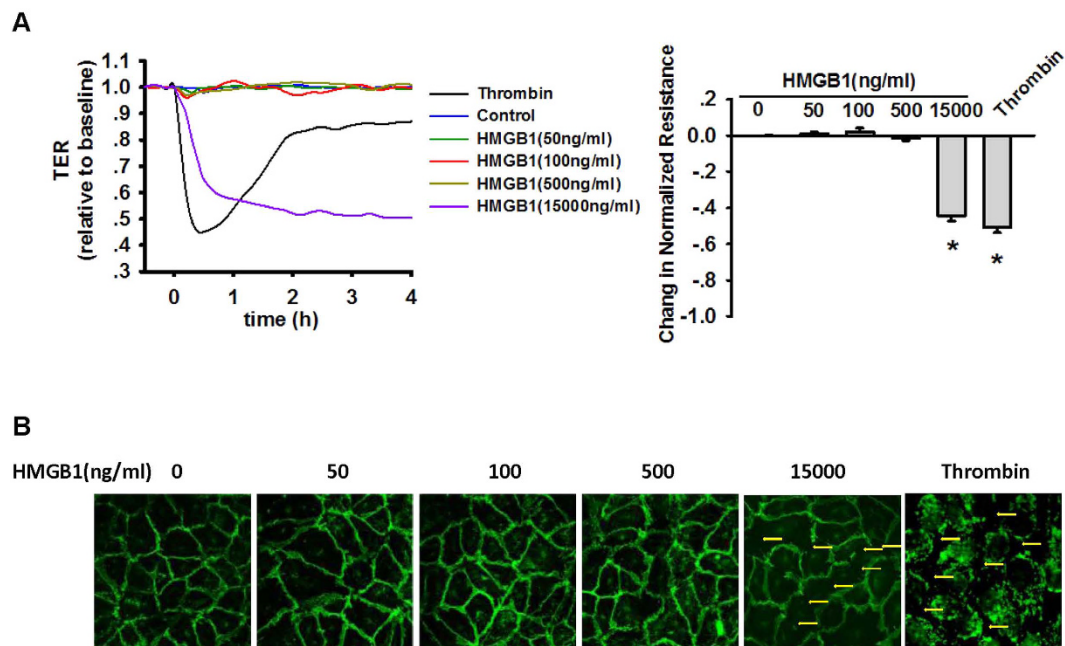 A
1.1
1.0
.9
.8
.7
.6
.5
.4
.3
TER
(relative to baseline)
0 1 2 3 4
time (h)
Thrombin
Control
HMGB1(50ng/ml)
HMGB1(100ng/ml)
HMGB1(500ng/ml)
HMGB1(15000ng/ml)
Chang in Normalized Resistance
.2
0.0
-.2
-.4
-.6
-.8
-1.0
HMGB1(ng/ml)
0 50 100 500 15000 Thrombin
* *
B
HMGB1(ng/ml) 0 50 100 500 15000 Thrombin